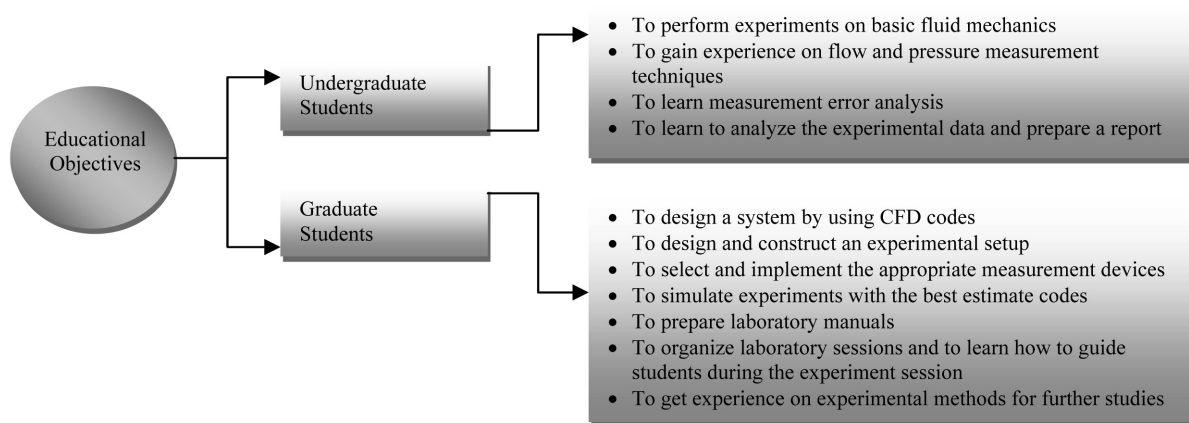 Educational
Objectives
Undergraduate
Students
• To perform experiments on basic fluid mechanics
• To gain experience on flow and pressure measurement
techniques
• To learn measurement error analysis
• To learn to analyze the experimental data and prepare a report
Graduate
Students
• To design a system by using CFD codes
• To design and construct an experimental setup
• To select and implement the appropriate measurement devices
• To simulate experiments with the best estimate codes
• To prepare laboratory manuals
• To organize laboratory sessions and to learn how to guide
students during the experiment session
• To get experience on experimental methods for further studies